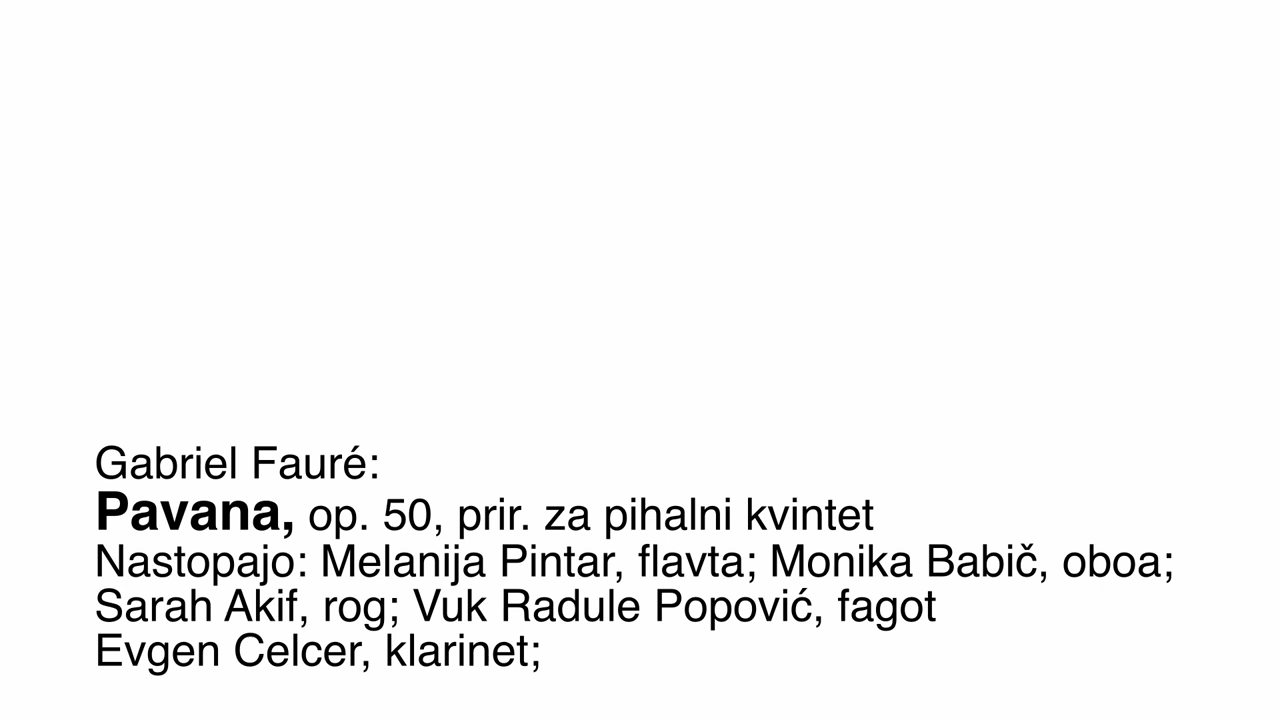 Gabriel Fauré:
Pavana, op. 50, prir. za pihalni kvintet
Nastopajo: Melanija Pintar, flavta; Monika Babič, oboa;
Sarah Akif, rog; Vuk Radule Popović, fagot
Evgen Celcer, klarinet;